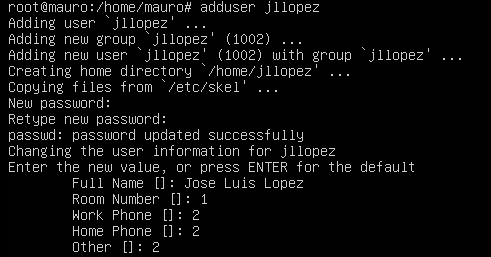 root@mauro:/home/mauro# adduser jllopez
Adding user `jllopez' ...
Adding new group `jllopez' (1002) ...
Adding new user `jllopez' (1002) with group `jllopez' ...
Creating home directory `/home/jllopez' ...
Copying files from `/etc/skel' ...
New password:
Retype new password:
passwd: password updated successfully
Changing the user information for jllopez
Enter the new value, or press ENTER for the default
Full Name []: Jose Luis Lopez
Room Number []: 1
Work Phone []: 2
Home Phone []: 2
Other []: 2